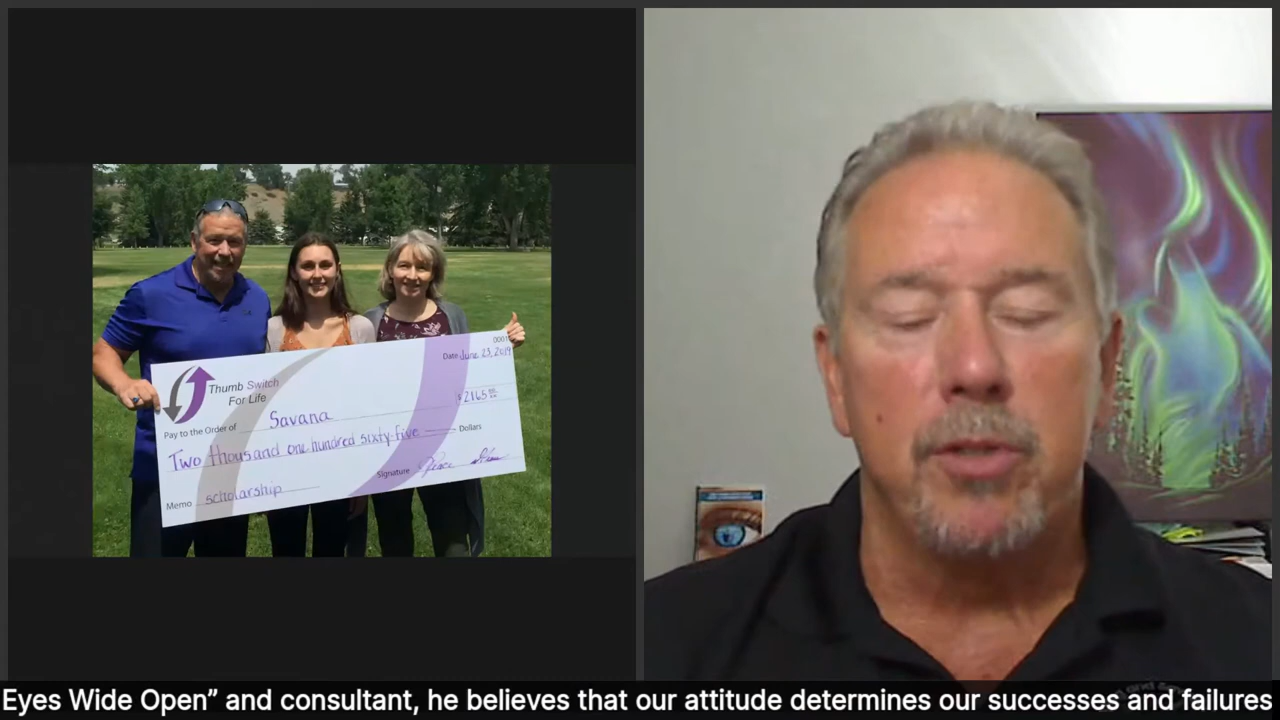 0001
Date June 23, 2019
Thumb Switch
For Life
$2165
Pay to the Order of Savana
Two thousand one hundred sixty-five Dollars
Signature
Memo scholarship
Eyes Wide Open” and consultant, he believes that our attitude determines our successes and failures